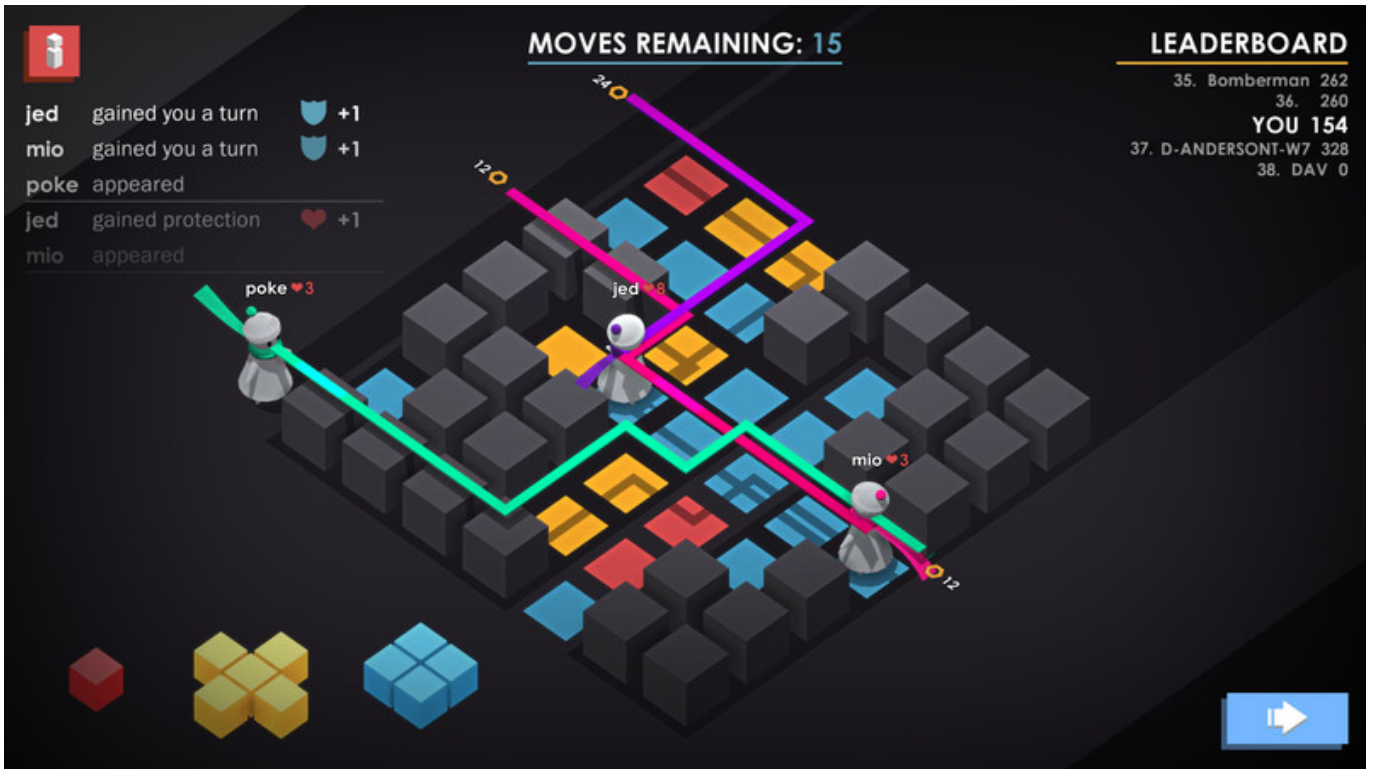 MOVES REMAINING: 15
LEADERBOARD
35. Bomberman 262
36. 260
YOU 154
37. D-ANDERSONT-W7 328
38. DAV 0
jed gained you a turn +1
mio gained you a turn +1
poke appeared
jed gained protection +1
mio appeared
24
12
poke 3
jed 8
mio 3
12